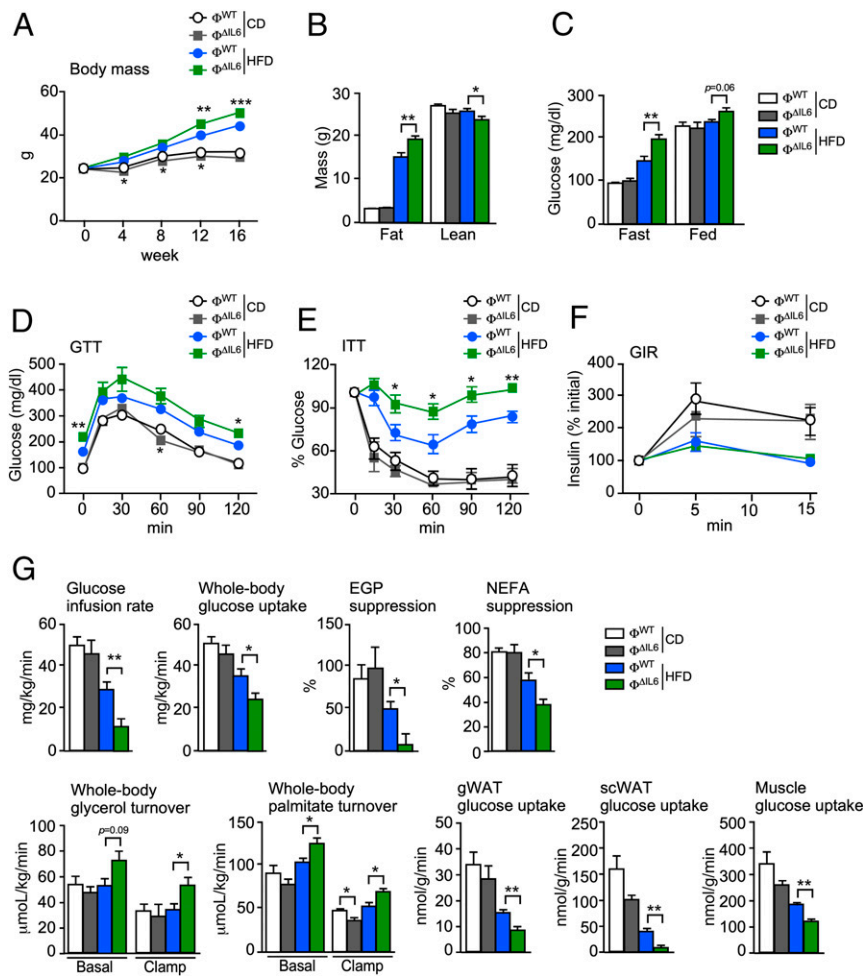 A
Body mass
Φ^WT
Φ^ΔIL6
CD
Φ^WT
Φ^ΔIL6
HFD
g
60
40
20
0
** ***
* * *
0 4 8 12 16
week
B
Mass (g)
30
20
10
0
**
*
Fat Lean
C
Glucose (mg/dl)
300
200
100
0
**
p=0.06
Fast Fed
Φ^WT
Φ^ΔIL6
CD
Φ^WT
Φ^ΔIL6
HFD
D
GTT
Φ^WT
Φ^ΔIL6
CD
Φ^WT
Φ^ΔIL6
HFD
Glucose (mg/dl)
500
400
300
200
100
0
**
*
*
0 30 60 90 120
min
E
ITT
Φ^WT
Φ^ΔIL6
CD
Φ^WT
Φ^ΔIL6
HFD
% Glucose
120
90
60
30
* * * **
0 30 60 90 120
min
F
GIR
Φ^WT
Φ^ΔIL6
CD
Φ^WT
Φ^ΔIL6
HFD
Insulin (% initial)
400
300
200
100
0
0 5 10 15
min
G
Glucose
infusion rate
mg/kg/min
60
40
20
0
**
Whole-body
glucose uptake
mg/kg/min
60
40
20
0
*
EGP
suppression
%
150
100
50
0
*
NEFA
suppression
%
100
80
60
40
20
0
*
Φ^WT
Φ^ΔIL6
CD
Φ^WT
Φ^ΔIL6
HFD
Whole-body
glycerol turnover
μmoL/kg/min
100
80
60
40
20
0
p=0.09
*
Basal Clamp
Whole-body
palmitate turnover
μmoL/kg/min
150
100
50
0
*
* *
Basal Clamp
gWAT
glucose uptake
nmol/g/min
50
40
30
20
10
0
**
scWAT
glucose uptake
nmol/g/min
250
200
150
100
50
0
**
Muscle
glucose uptake
nmol/g/min
500
400
300
200
100
0
**